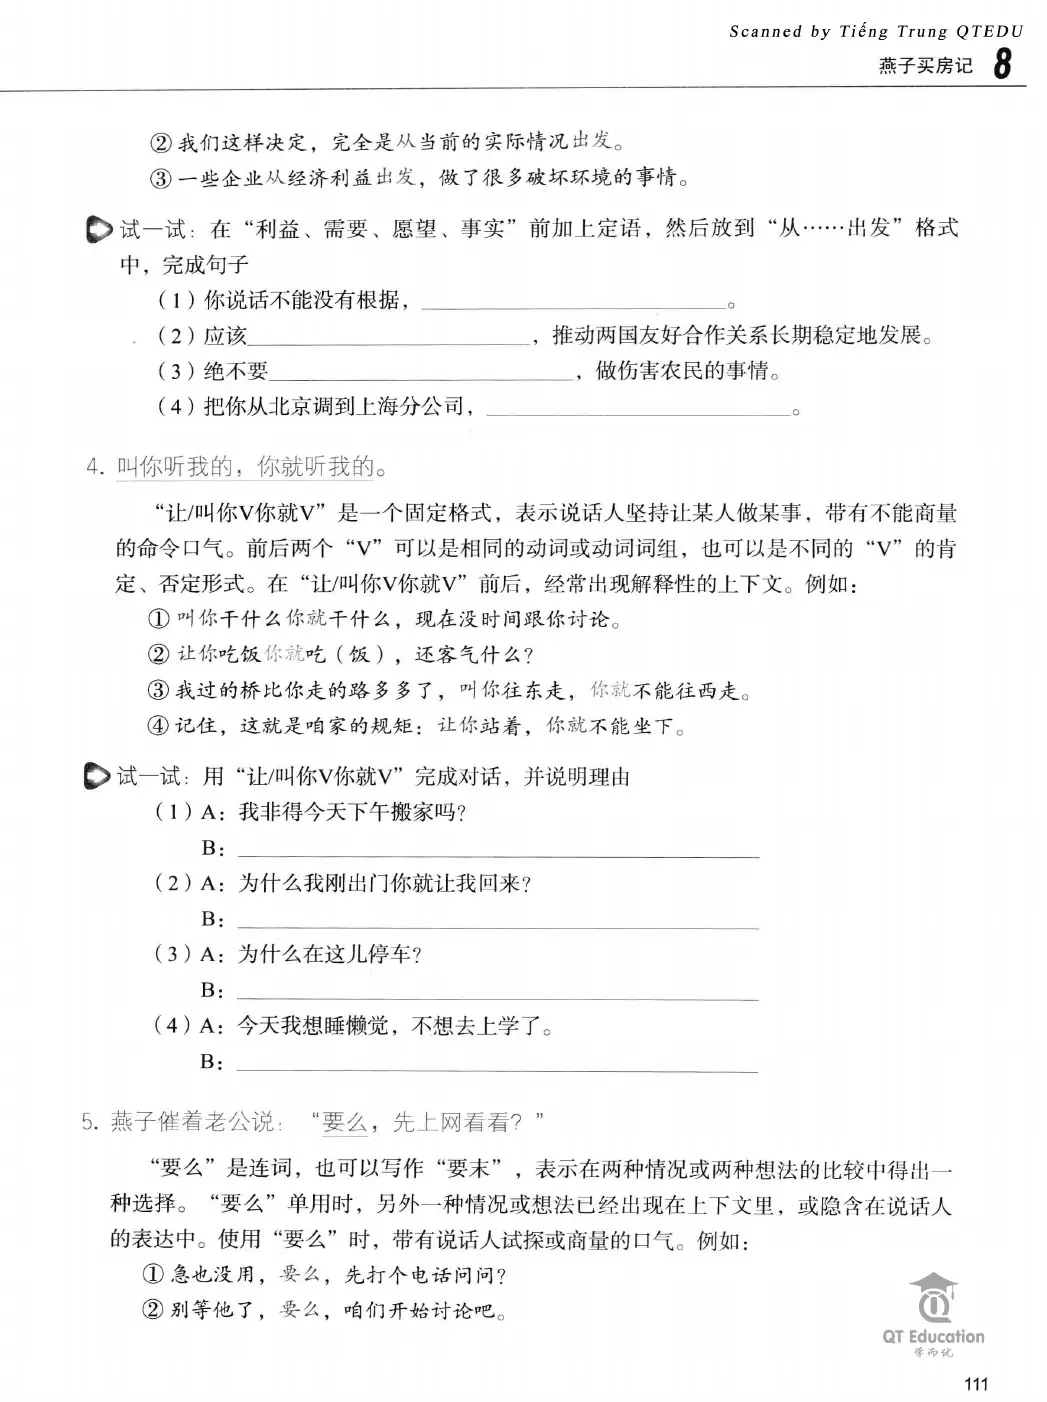 Scanned by Tiếng Trung QTEDU
燕子买房记 8
②我们这样决定，完全是从当前的实际情况出发。
③一些企业从经济利益出发，做了很多破坏环境的事情。
试一试：在“利益、需要、愿望、事实”前加上定语，然后放到“从……出发”格式
中，完成句子
（1）你说话不能没有根据，____________________。
（2）应该____________________，推动两国友好合作关系长期稳定地发展。
（3）绝不要____________________，做伤害农民的事情。
（4）把你从北京调到上海分公司，____________________。
4. 叫你听我的，你就听我的。
“让/叫你V你就V”是一个固定格式，表示说话人坚持让某人做某事，带有不能商量
的命令口气。前后两个“V”可以是相同的动词或动词词组，也可以是不同的“V”的肯
定、否定形式。在“让/叫你V你就V”前后，经常出现解释性的上下文。例如：
①叫你干什么你就干什么，现在没时间跟你讨论。
②让你吃饭你就吃（饭），还客气什么？
③我过的桥比你走的路多多了，叫你往东走，你就不能往西走。
④记住，这就是咱家的规矩：让你站着，你就不能坐下。
试一试：用“让/叫你V你就V”完成对话，并说明理由
（1）A：我非得今天下午搬家吗？
B：____________________
（2）A：为什么我刚出门你就让我回来？
B：____________________
（3）A：为什么在这儿停车？
B：____________________
（4）A：今天我想睡懒觉，不想去上学了。
B：____________________
5. 燕子催着老公说：“要么，先上网看看？”
“要么”是连词，也可以写作“要末”，表示在两种情况或两种想法的比较中得出一
种选择。“要么”单用时，另外一种情况或想法已经出现在上下文里，或隐含在说话人
的表达中。使用“要么”时，带有说话人试探或商量的口气。例如：
①急也没用，要么，先打个电话问问？
②别等他了，要么，咱们开始讨论吧。
QT Education
学而优
111